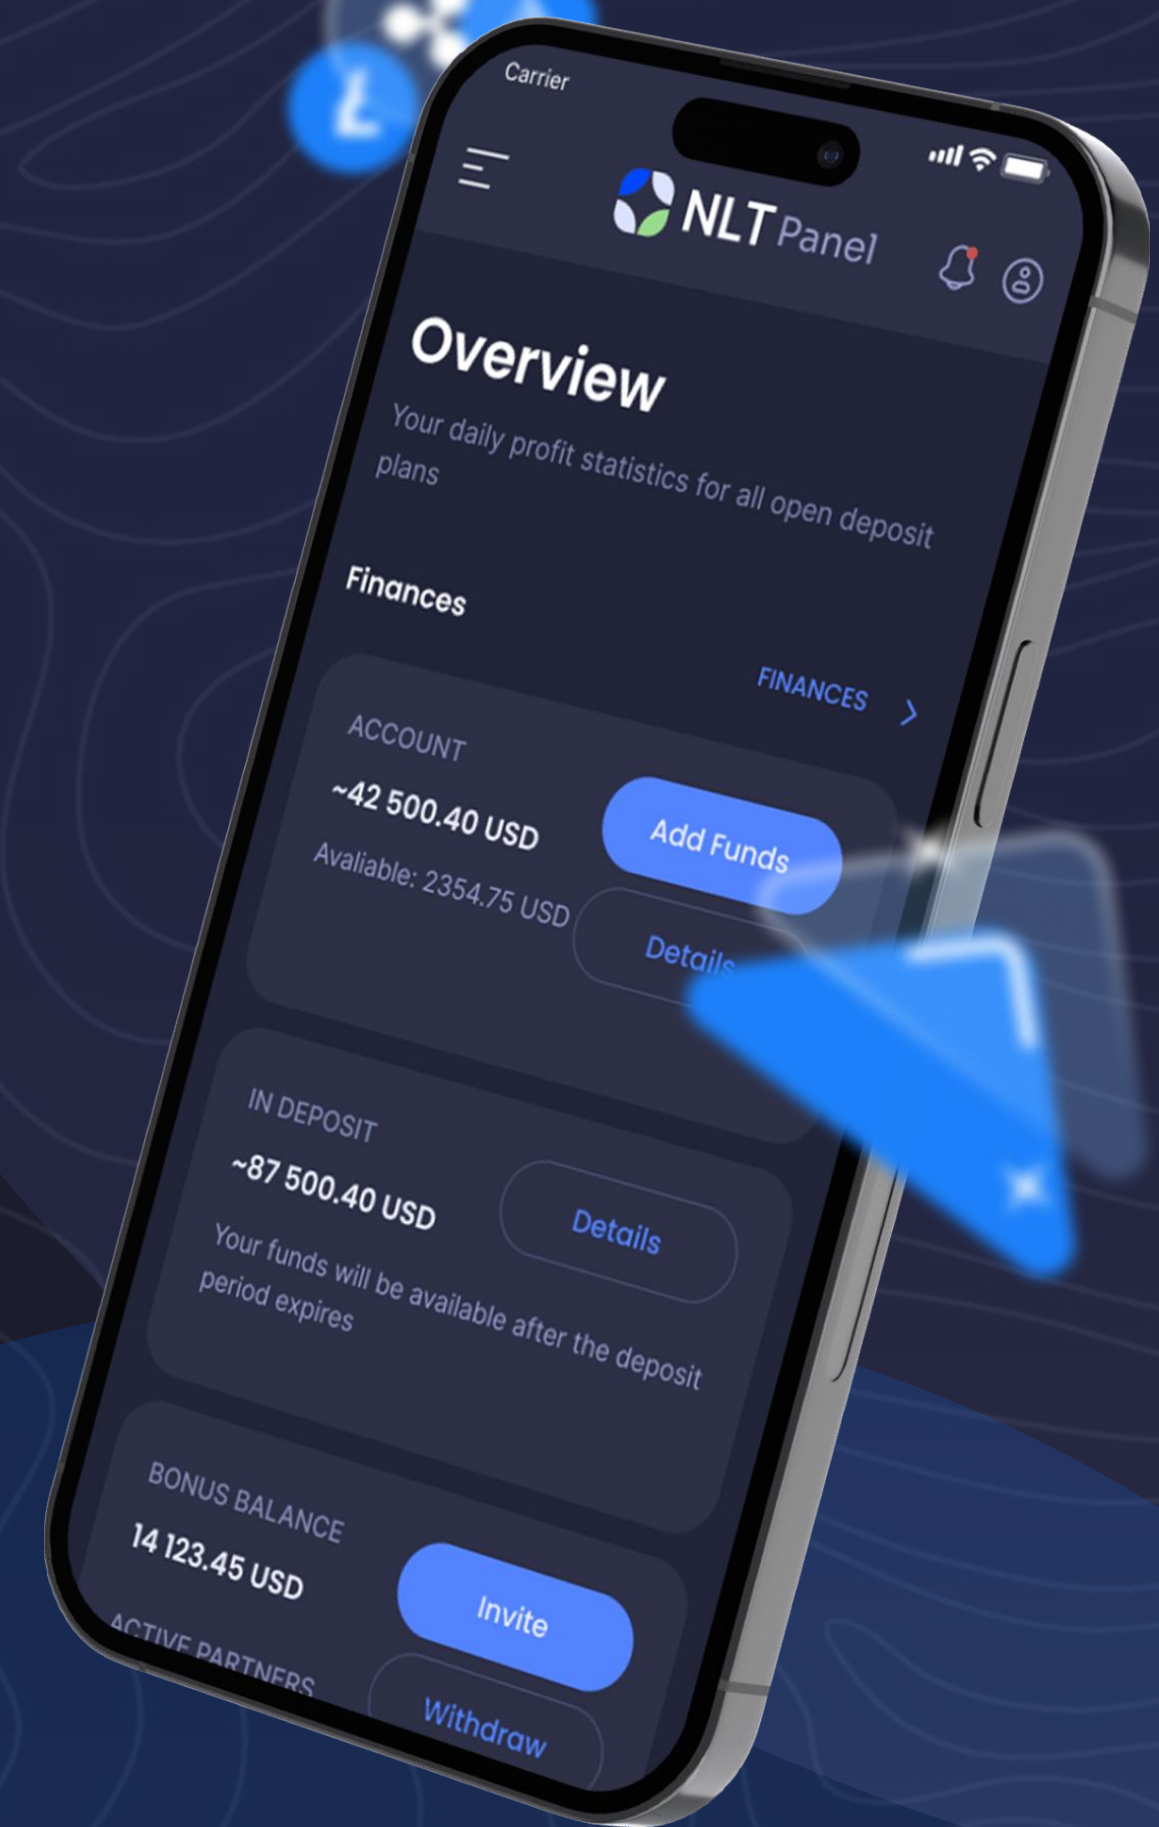 Carrier
NLT Panel
Overview
Your daily profit statistics for all open deposit
plans
Finances
FINANCES
ACCOUNT
~42 500.40 USD
Avaliable: 2354.75 USD
Add Funds
Details
IN DEPOSIT
~87 500.40 USD
Details
Your funds will be available after the deposit
period expires
BONUS BALANCE
14 123.45 USD
Invite
ACTIVE PARTNERS
Withdraw